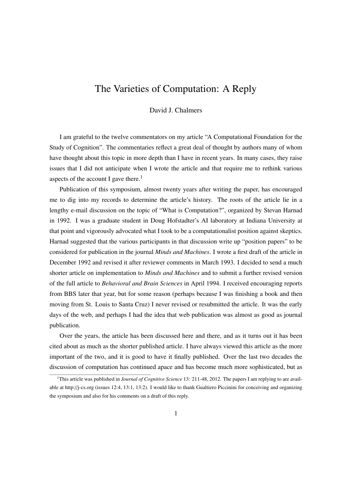 The Varieties of Computation: A Reply
David J. Chalmers
I am grateful to the twelve commentators on my article “A Computational Foundation for the
Study of Cognition”. The commentaries reflect a great deal of thought by authors many of whom
have thought about this topic in more depth than I have in recent years. In many cases, they raise
issues that I did not anticipate when I wrote the article and that require me to rethink various
aspects of the account I gave there.1
Publication of this symposium, almost twenty years after writing the paper, has encouraged
me to dig into my records to determine the article’s history. The roots of the article lie in a
lengthy e-mail discussion on the topic of “What is Computation?”, organized by Stevan Harnad
in 1992. I was a graduate student in Doug Hofstadter’s AI laboratory at Indiana University at
that point and vigorously advocated what I took to be a computationalist position against skeptics.
Harnad suggested that the various participants in that discussion write up “position papers” to be
considered for publication in the journal Minds and Machines. I wrote a first draft of the article in
December 1992 and revised it after reviewer comments in March 1993. I decided to send a much
shorter article on implementation to Minds and Machines and to submit a further revised version
of the full article to Behavioral and Brain Sciences in April 1994. I received encouraging reports
from BBS later that year, but for some reason (perhaps because I was finishing a book and then
moving from St. Louis to Santa Cruz) I never revised or resubmitted the article. It was the early
days of the web, and perhaps I had the idea that web publication was almost as good as journal
publication.
Over the years, the article has been discussed here and there, and as it turns out it has been
cited about as much as the shorter published article. I have always viewed this article as the more
important of the two, and it is good to have it finally published. Over the last two decades the
discussion of computation has continued apace and has become much more sophisticated, but as
1This article was published in Journal of Cognitive Science 13: 211-48, 2012. The papers I am replying to are avail-
able at http://j-cs.org (issues 12:4, 13:1, 13:2). I would like to thank Gualtiero Piccinini for conceiving and organizing
the symposium and also for his comments on a draft of this reply.
1